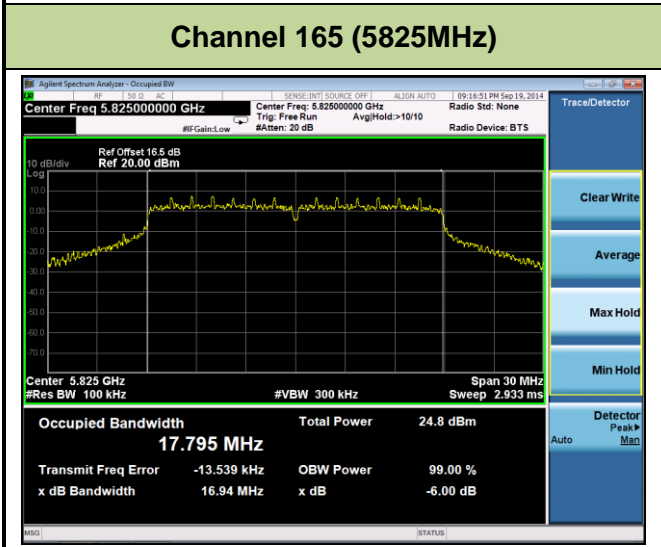 Channel 165 (5825MHz)
Agilent Spectrum Analyzer - Occupied BW
RF 50 Ω AC SENSE:INT SOURCE OFF ALIGN AUTO 09:16:51 PM Sep 19, 2014
Center Freq 5.825000000 GHz Center Freq: 5.825000000 GHz Radio Std: None
Trig: Free Run Avg|Hold:>10/10
#IFGain:Low #Atten: 20 dB Radio Device: BTS
Trace/Detector
Ref Offset 16.5 dB
10 dB/div Ref 20.00 dBm
Log
10.0
0.00
-10.0
-20.0
-30.0
-40.0
-50.0
-60.0
-70.0
Clear Write
Average
Max Hold
Min Hold
Center 5.825 GHz Span 30 MHz
#Res BW 100 kHz #VBW 300 kHz Sweep 2.933 ms
Occupied Bandwidth Total Power 24.8 dBm
17.795 MHz
Transmit Freq Error -13.539 kHz OBW Power 99.00 %
x dB Bandwidth 16.94 MHz x dB -6.00 dB
Detector
Peak▶
Auto Man
MSG STATUS